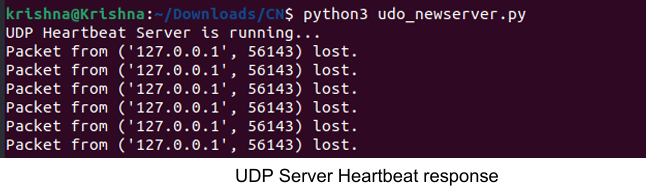 krishna@Krishna:~/Downloads/CN$ python3 udo_newserver.py
UDP Heartbeat Server is running...
Packet from ('127.0.0.1', 56143) lost.
Packet from ('127.0.0.1', 56143) lost.
Packet from ('127.0.0.1', 56143) lost.
Packet from ('127.0.0.1', 56143) lost.
Packet from ('127.0.0.1', 56143) lost.
Packet from ('127.0.0.1', 56143) lost.
UDP Server Heartbeat response